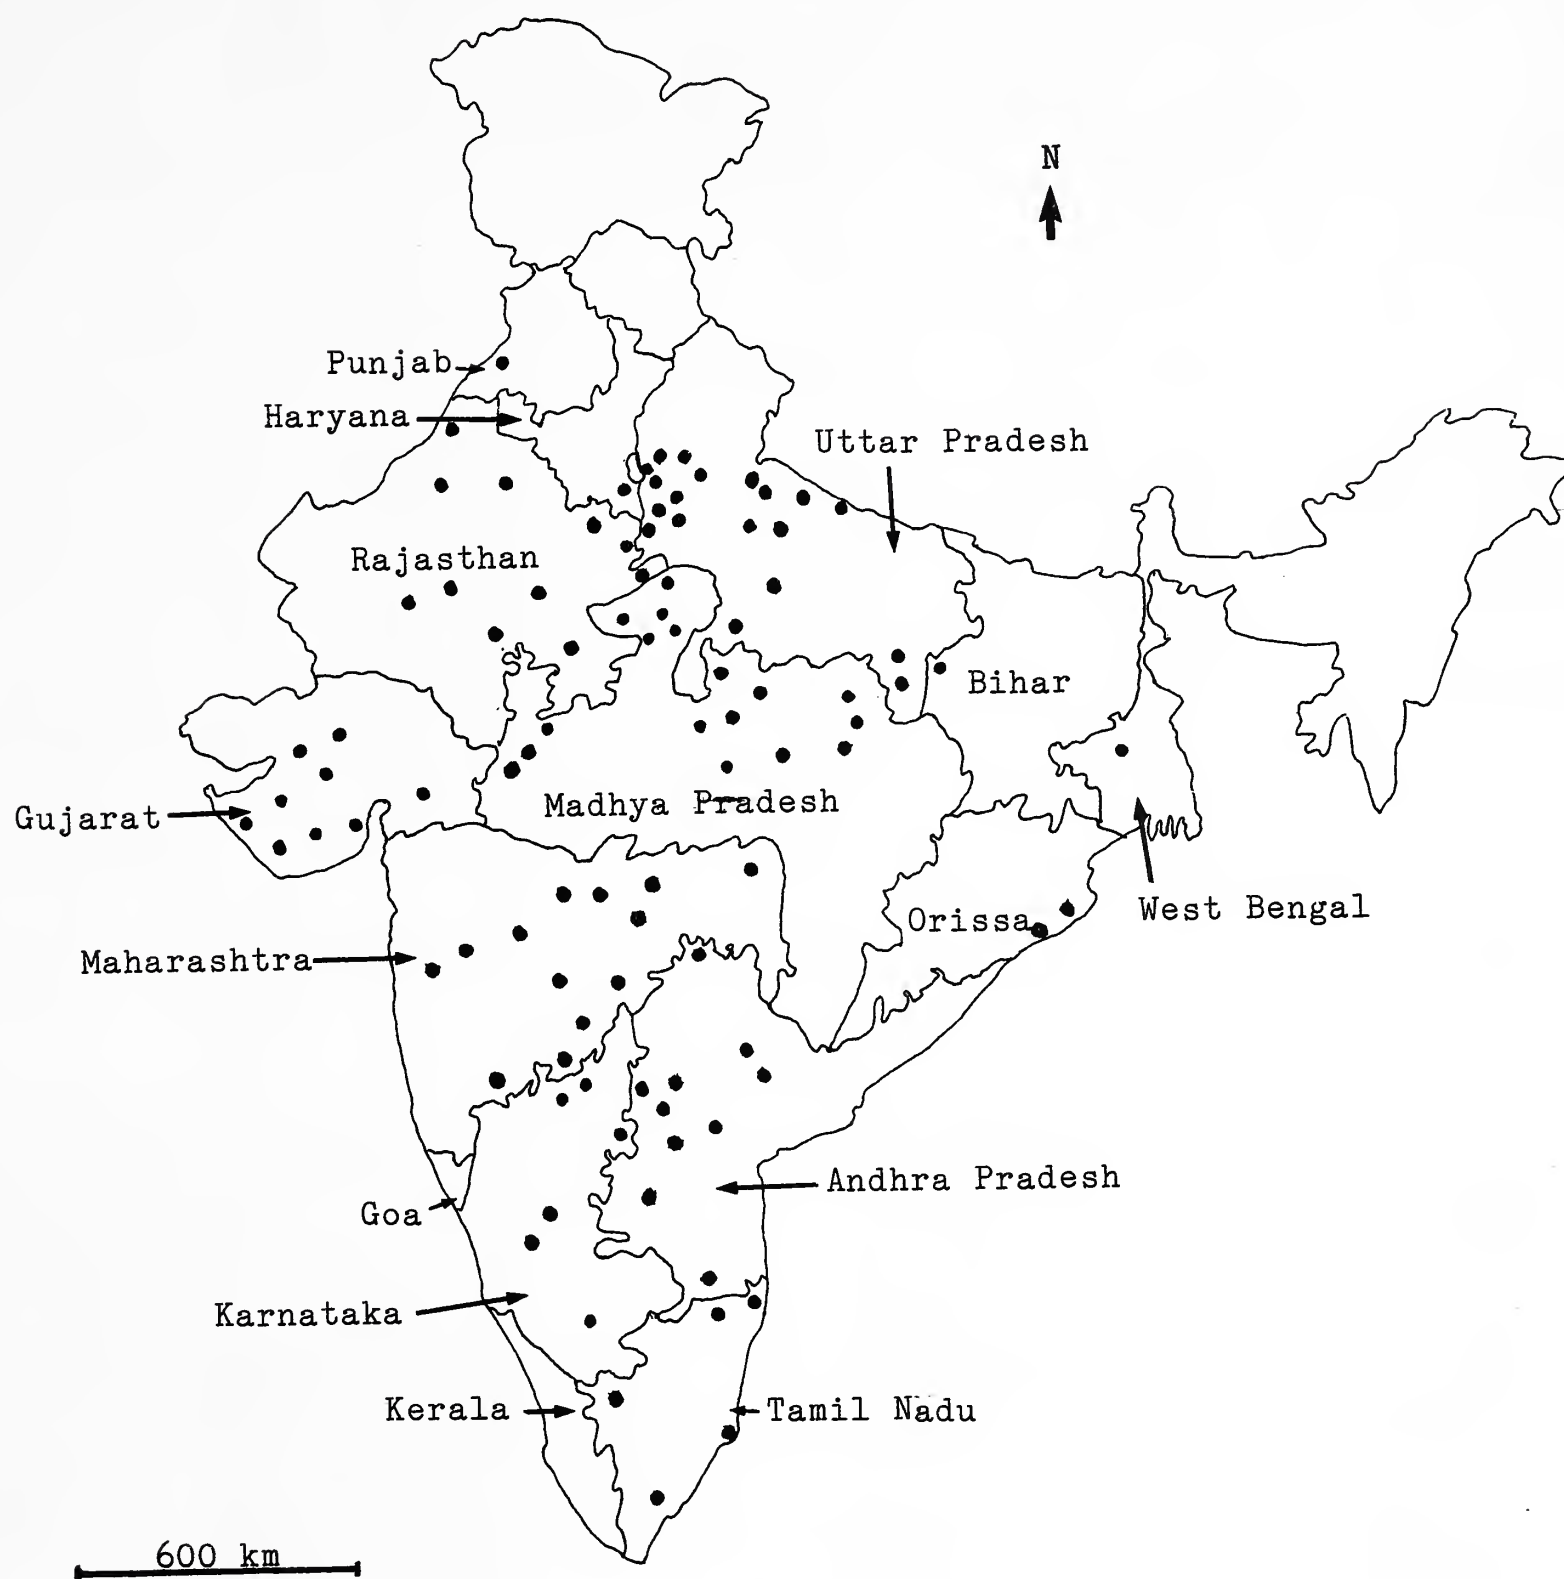 N
Punjab
Haryana
Uttar Pradesh
Rajasthan
Bihar
Gujarat
Madhya Pradesh
West Bengal
Orissa
Maharashtra
Andhra Pradesh
Goa
Karnataka
Kerala
Tamil Nadu
600 km